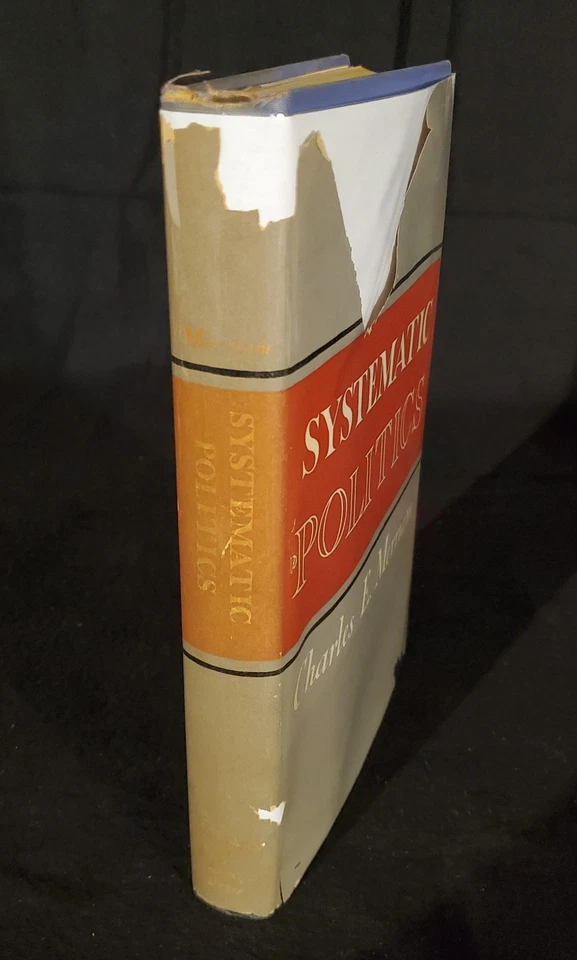 SYSTEMATIC
POLITICS
SYSTEMATIC
POLITICS
Charles E. Merriam